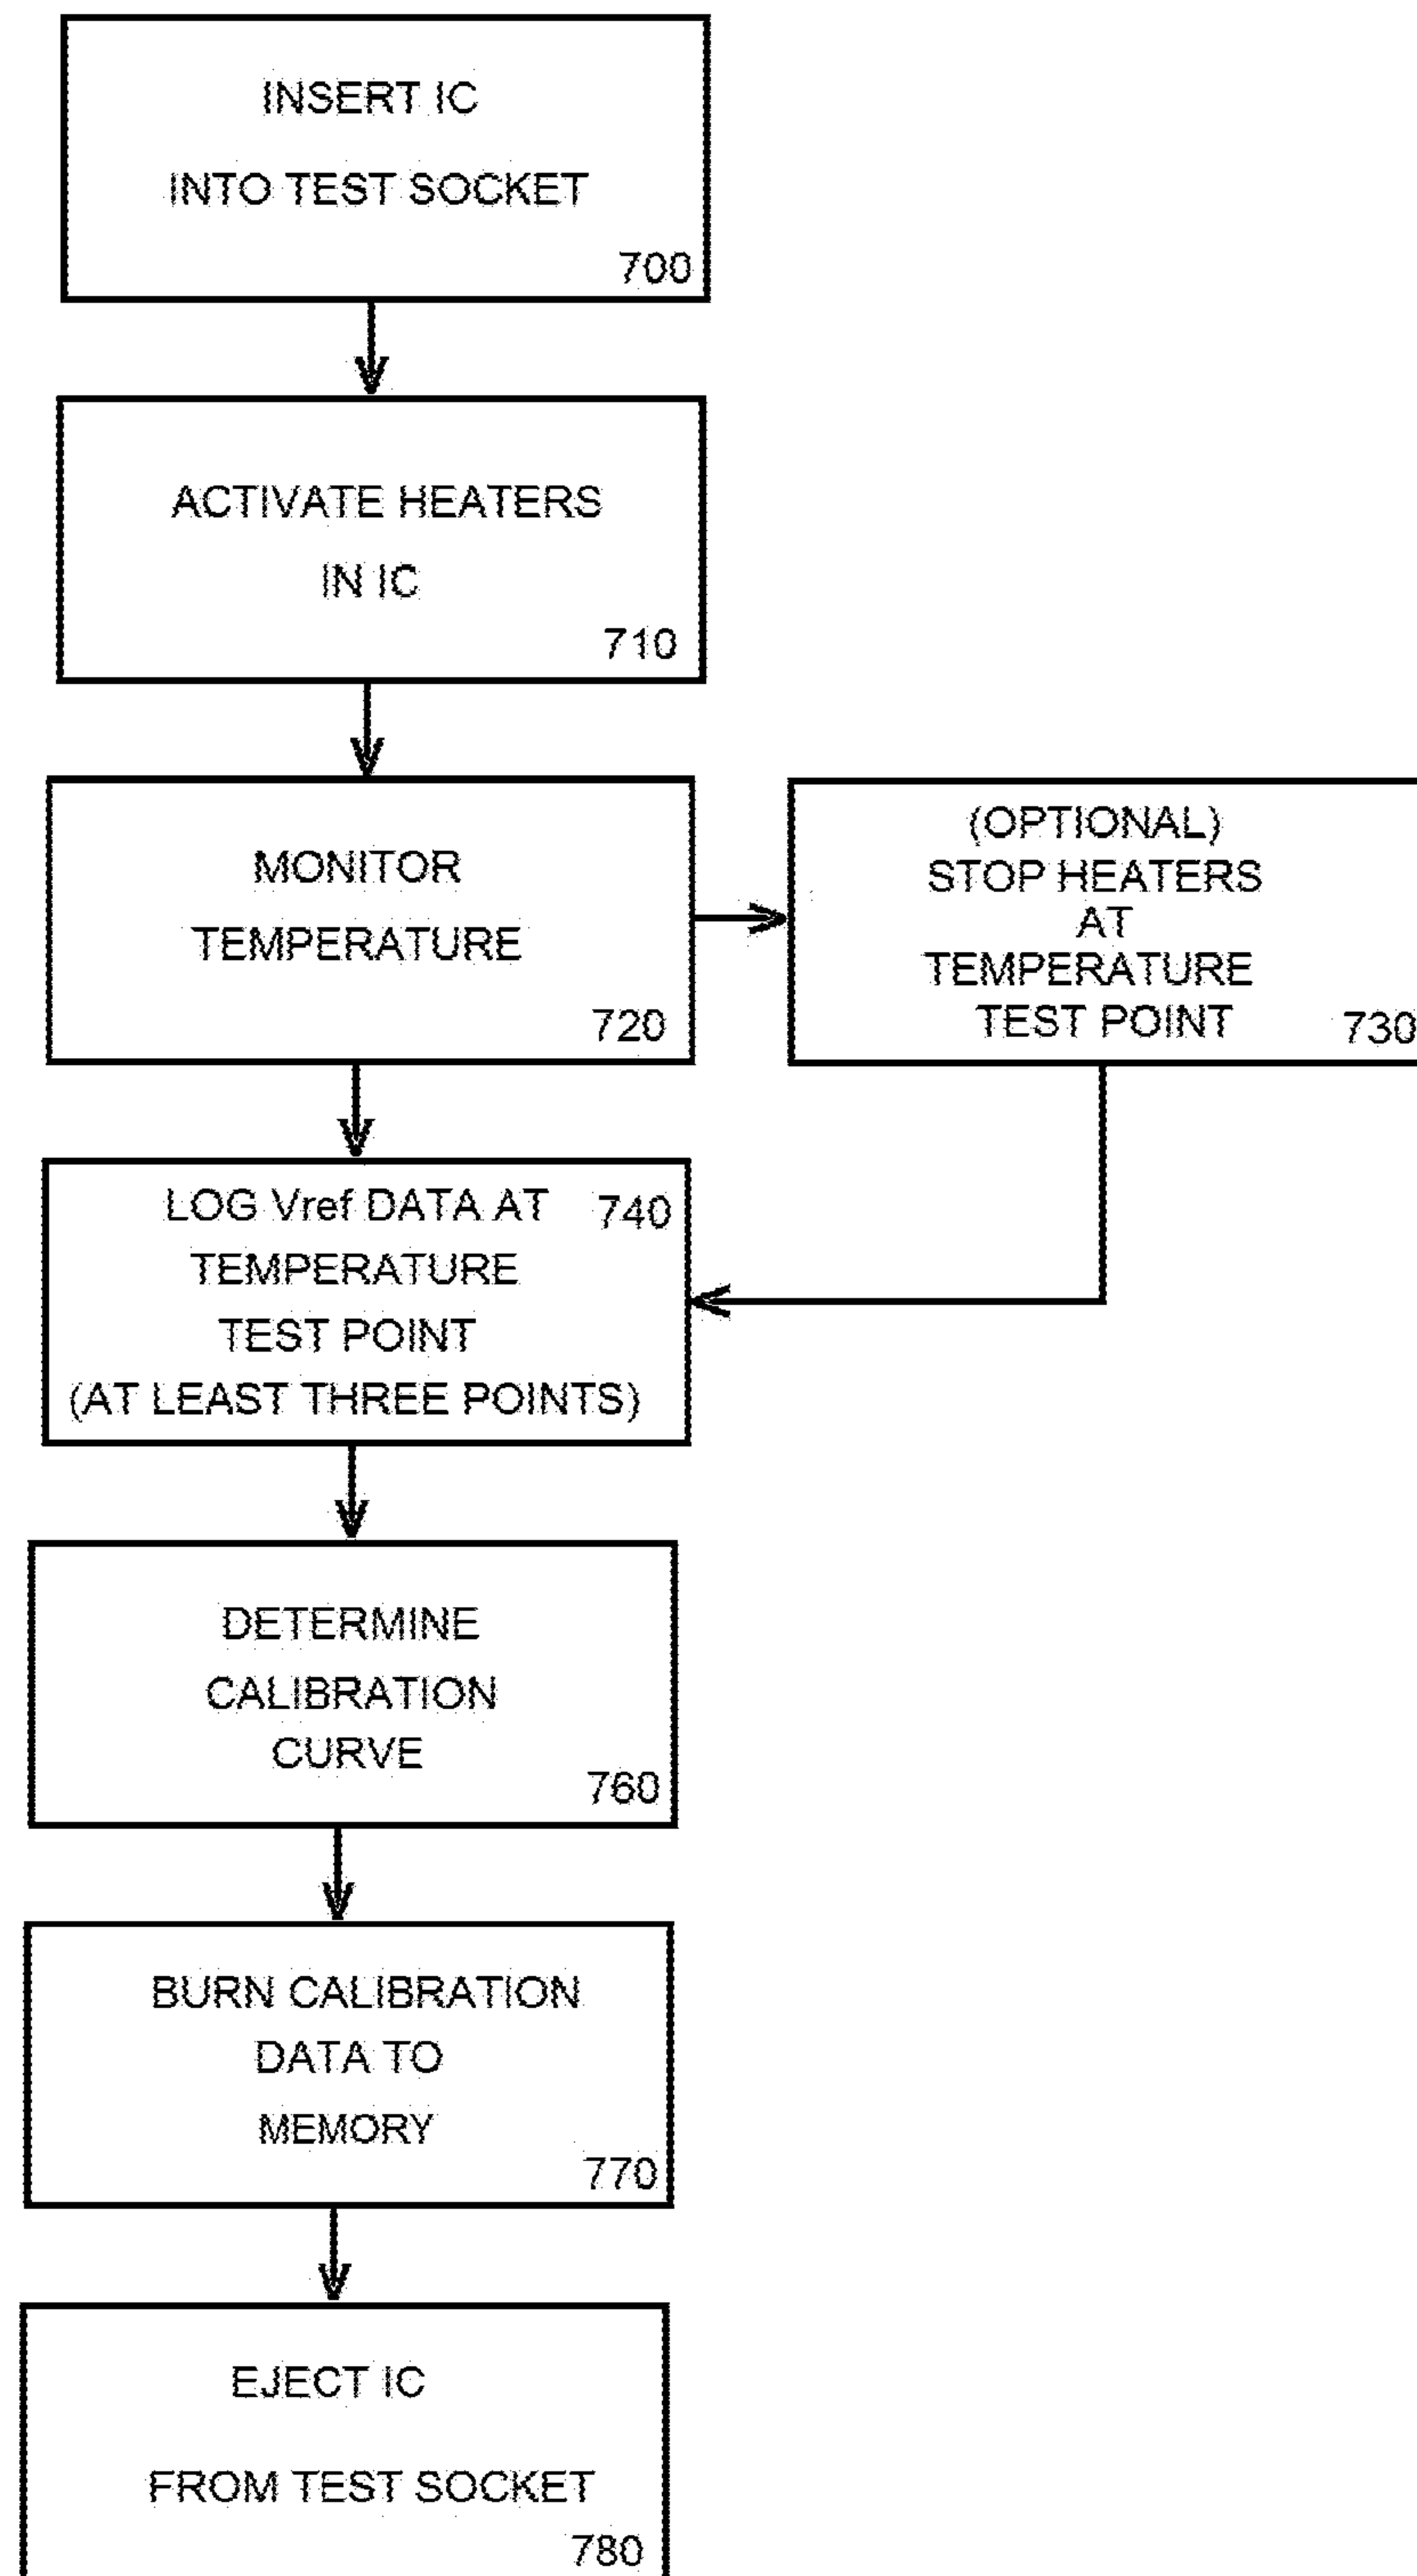 INSERT IC
INTO TEST SOCKET
700
ACTIVATE HEATERS
IN IC
710
MONITOR
TEMPERATURE
720
(OPTIONAL)
STOP HEATERS
AT
TEMPERATURE
TEST POINT
730
LOG Vref DATA AT
740
TEMPERATURE
TEST POINT
(AT LEAST THREE POINTS)
DETERMINE
CALIBRATION
CURVE
760
BURN CALIBRATION
DATA TO
MEMORY
770
EJECT IC
FROM TEST SOCKET
780